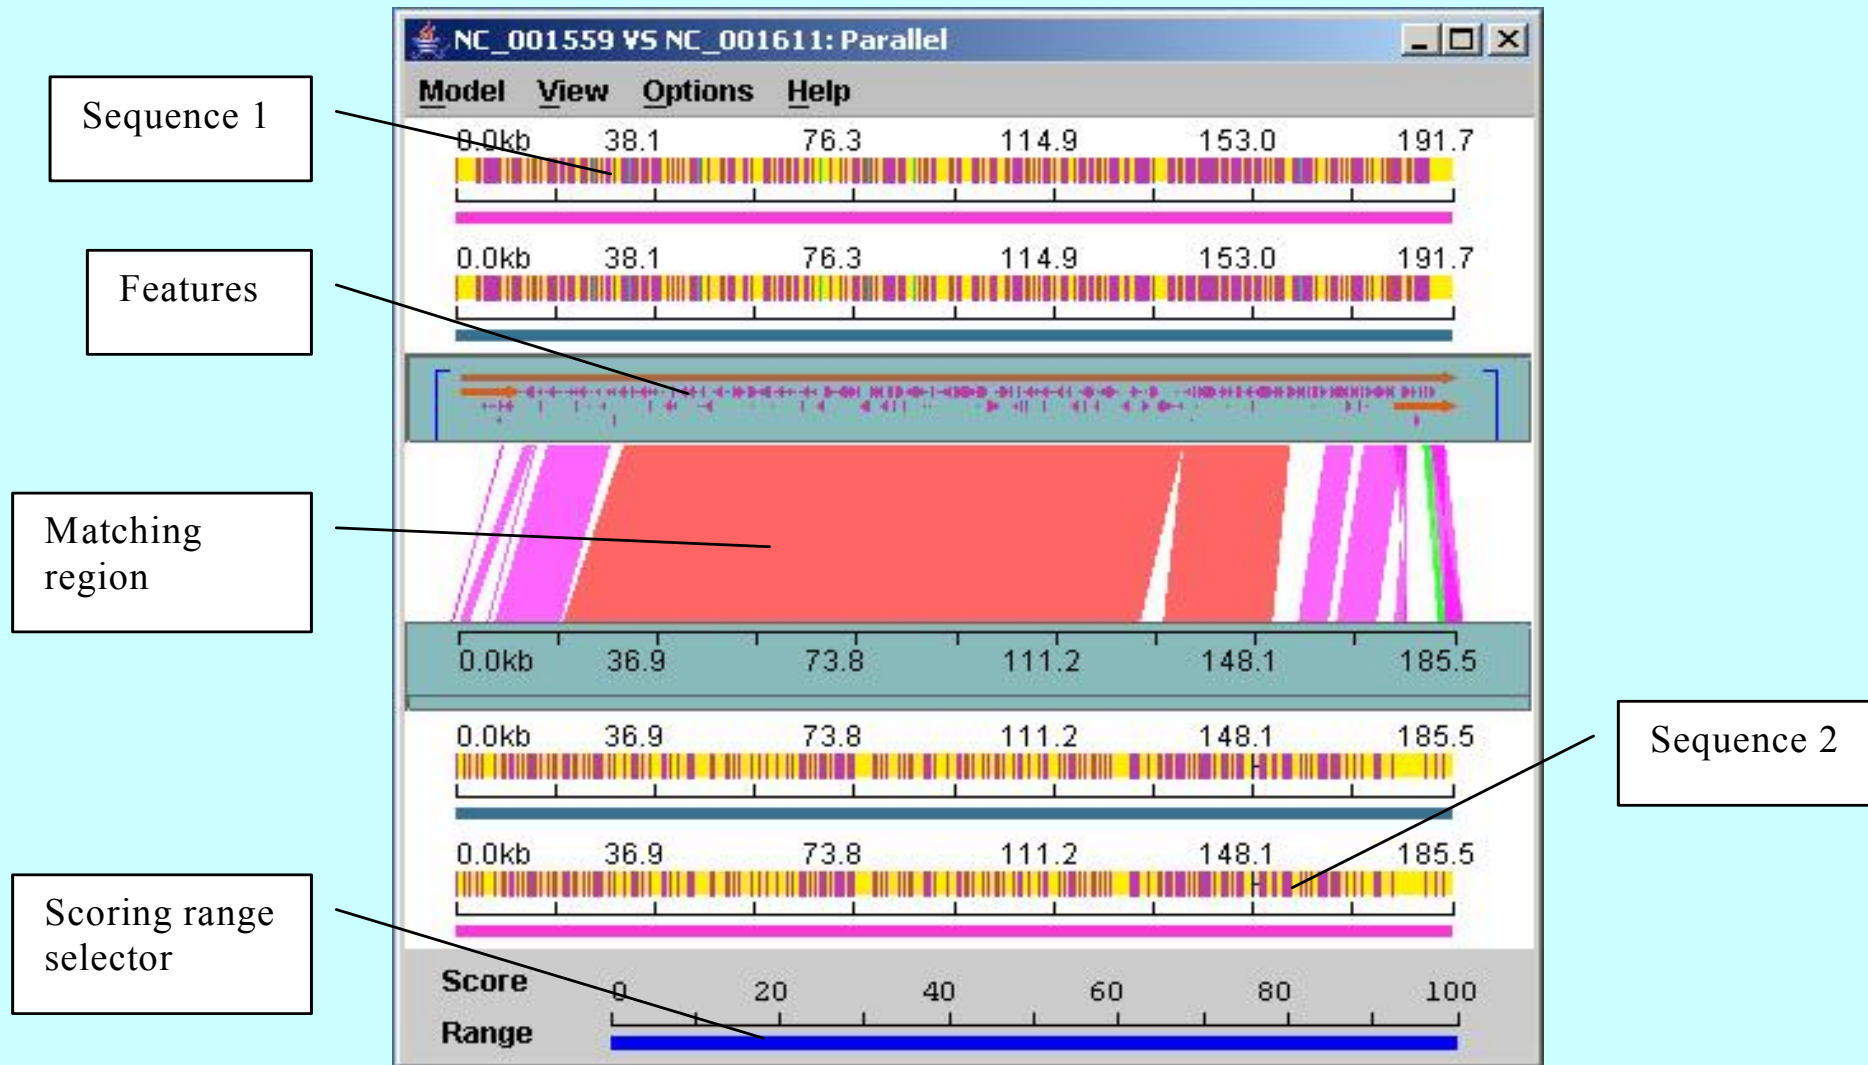 NC_001559 VS NC_001611: Parallel
Model View Options Help
Sequence 1
0.0kb 38.1 76.3 114.9 153.0 191.7
Features
0.0kb 38.1 76.3 114.9 153.0 191.7
Matching
region
0.0kb 36.9 73.8 111.2 148.1 185.5
Sequence 2
0.0kb 36.9 73.8 111.2 148.1 185.5
0.0kb 36.9 73.8 111.2 148.1 185.5
Scoring range
selector
Score 0 20 40 60 80 100
Range